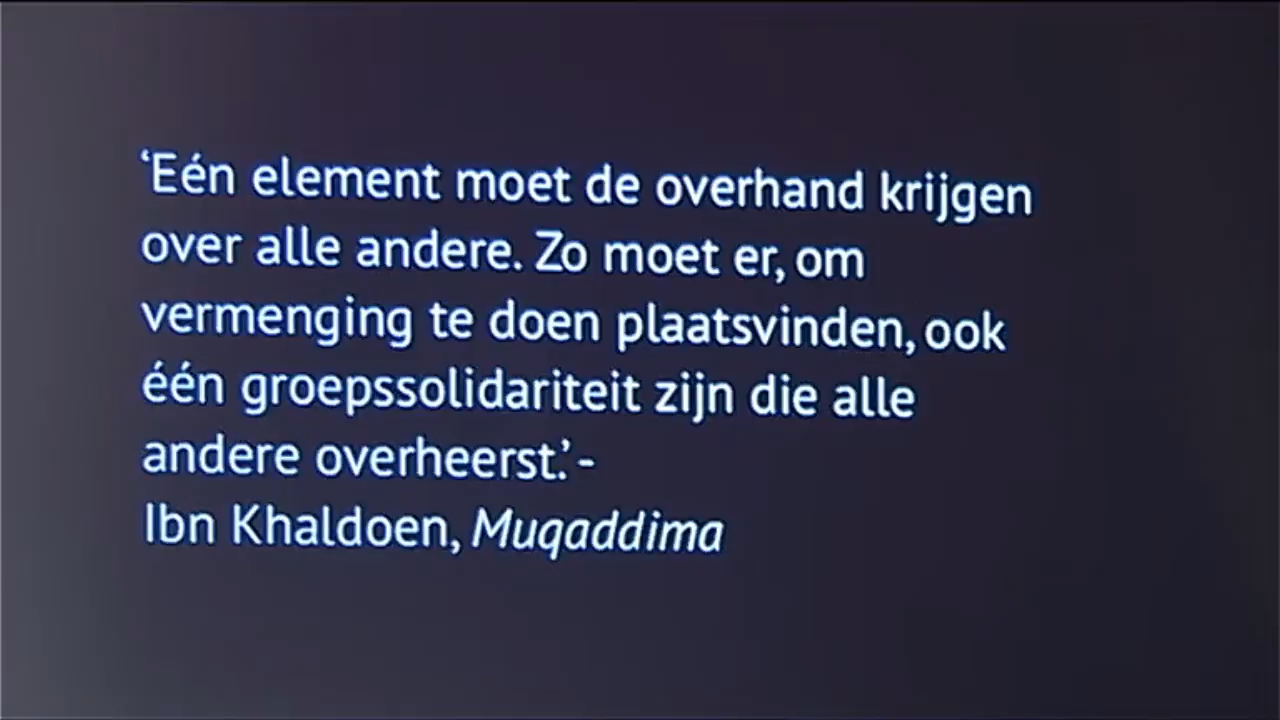 ‘Eén element moet de overhand krijgen
over alle andere. Zo moet er, om
vermenging te doen plaatsvinden, ook
één groepssolidariteit zijn die alle
andere overheerst.’ -
Ibn Khaldoen, Muqaddima